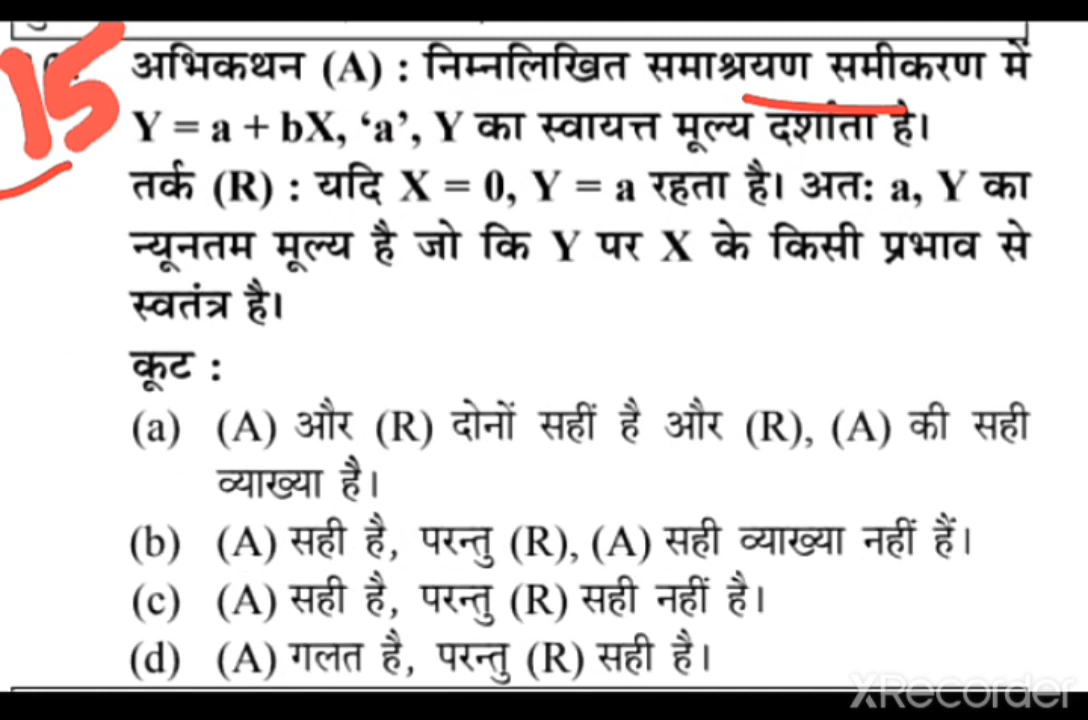 15
अभिकथन (A) : निम्नलिखित समाश्रयण समीकरण में
Y = a + bX, ‘a’, Y का स्वायत्त मूल्य दर्शाता है।
तर्क (R) : यदि X = 0, Y = a रहता है। अत: a, Y का
न्यूनतम मूल्य है जो कि Y पर X के किसी प्रभाव से
स्वतंत्र है।
कूट :
(a) (A) और (R) दोनों सहीं है और (R), (A) की सही
व्याख्या है।
(b) (A) सही है, परन्तु (R), (A) सही व्याख्या नहीं हैं।
(c) (A) सही है, परन्तु (R) सही नहीं है।
(d) (A) गलत है, परन्तु (R) सही है।
XRecorder